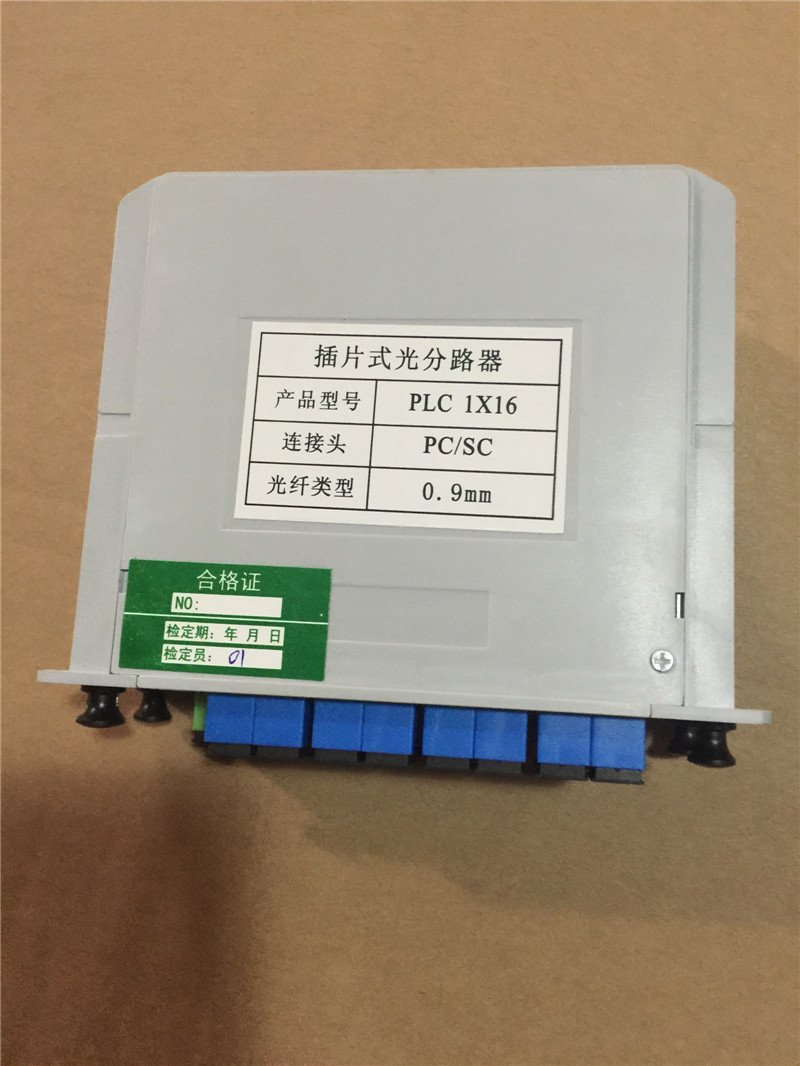 插片式光分路器
产品型号 PLC 1X16
连接头 PC/SC
光纤类型 0.9mm
合格证
NO:
检定期: 年 月 日
检定员: 01